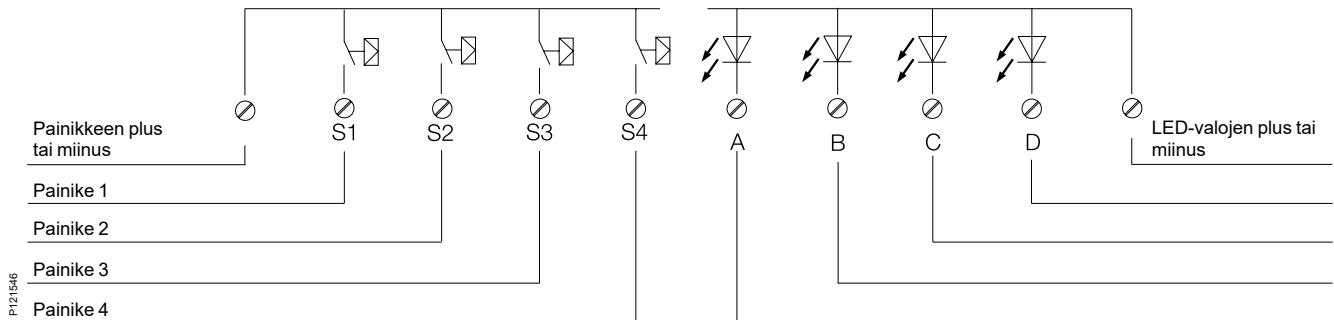 S1
S2
S3
S4
A
B
C
D
Painikkeen plus
tai miinus
LED-valojen plus tai
miinus
Painike 1
Painike 2
Painike 3
Painike 4
P121546